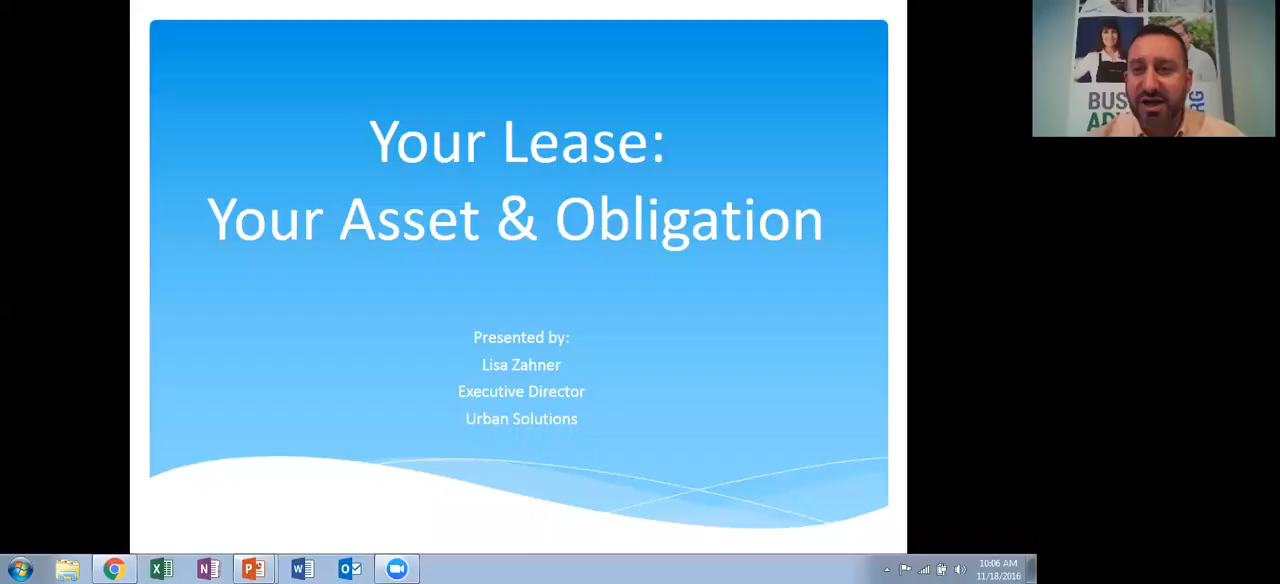 Your Lease:
Your Asset & Obligation
Presented by:
Lisa Zahner
Executive Director
Urban Solutions
BUS
10:06 AM
11/18/2016